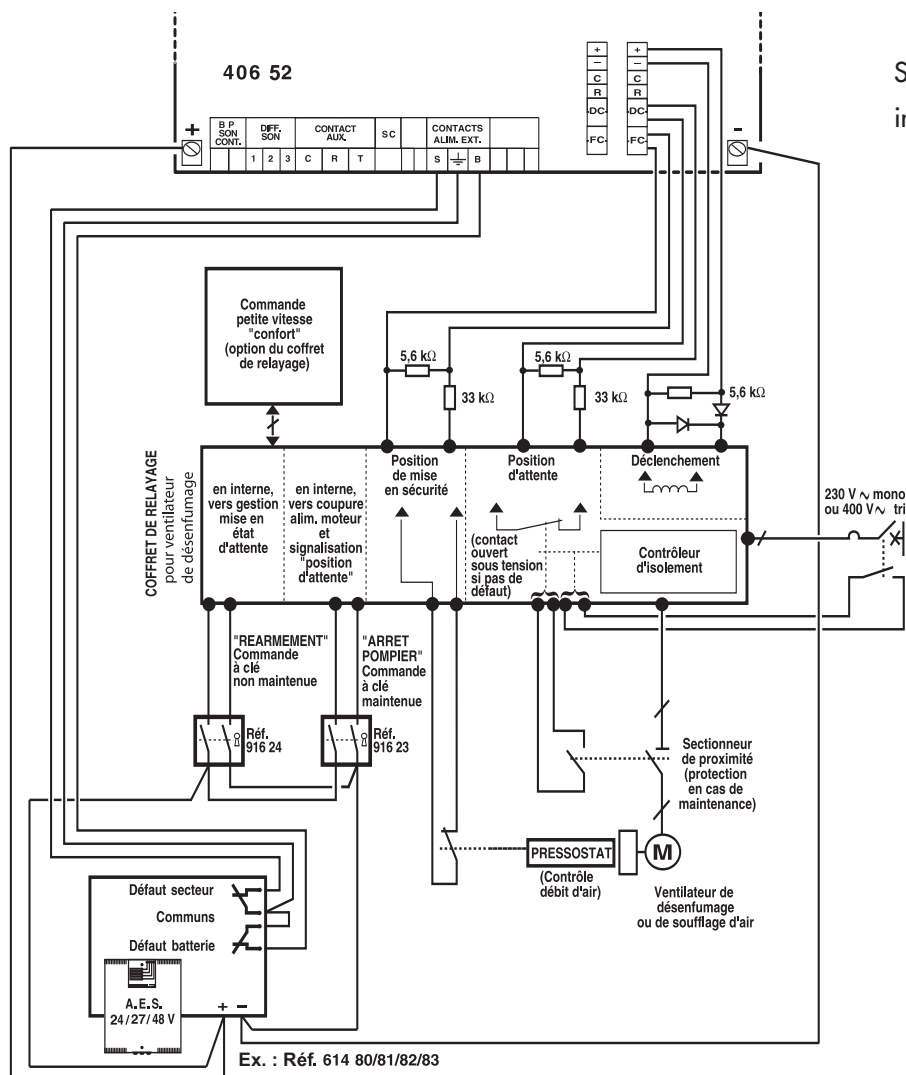 406 52
S
in
+
B P
SON
CONT.
DIFF.
SON
CONTACT
AUX.
SC
CONTACTS
ALIM. EXT.
1 2 3 C R T S B
+
–
C
R
DC
FC
+
–
C
R
DC
FC
-
Commande
petite vitesse
"confort"
(option du coffret
de relayage)
5,6 kΩ
33 kΩ
5,6 kΩ
33 kΩ
5,6 kΩ
COFFRET DE RELAYAGE
pour ventilateur
de désenfumage
en interne,
vers gestion
mise en
état
d'attente
en interne,
vers coupure
alim. moteur
et
signalisation
"position
d'attente"
Position
de mise
en sécurité
Position
d'attente
(contact
ouvert
sous tension
si pas de
défaut)
Déclenchement
Contrôleur
d'isolement
230 V ∿ mono
ou 400 V∿ tri
"REARMEMENT"
Commande
à clé
non maintenue
"ARRET
POMPIER"
Commande
à clé
maintenue
Réf.
916 24
Réf.
916 23
Sectionneur
de proximité
(protection
en cas de
maintenance)
PRESSOSTAT
(Contrôle
débit d'air)
M
Ventilateur de
désenfumage
ou de soufflage d'air
Défaut secteur
Communs
Défaut batterie
A.E.S.
24/27/48 V
+ –
Ex. : Réf. 614 80/81/82/83